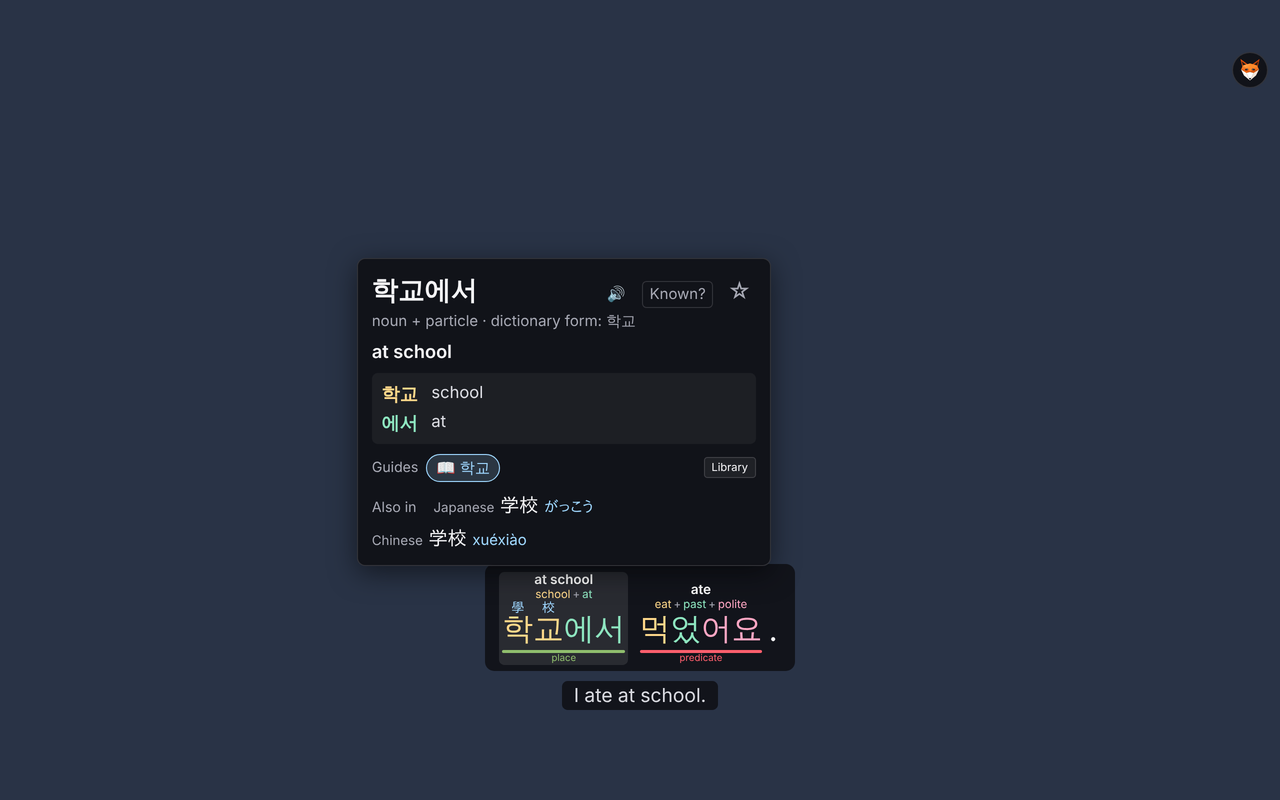 학교에서 🔊 Known? ☆
noun + particle · dictionary form: 학교
at school
학교 school
에서 at
Guides 📖 학교 Library
Also in Japanese 学校 がっこう
Chinese 学校 xuéxiào
at school ate
school + at eat + past + polite
學 校
학교에서 먹었어요 .
place predicate
I ate at school.